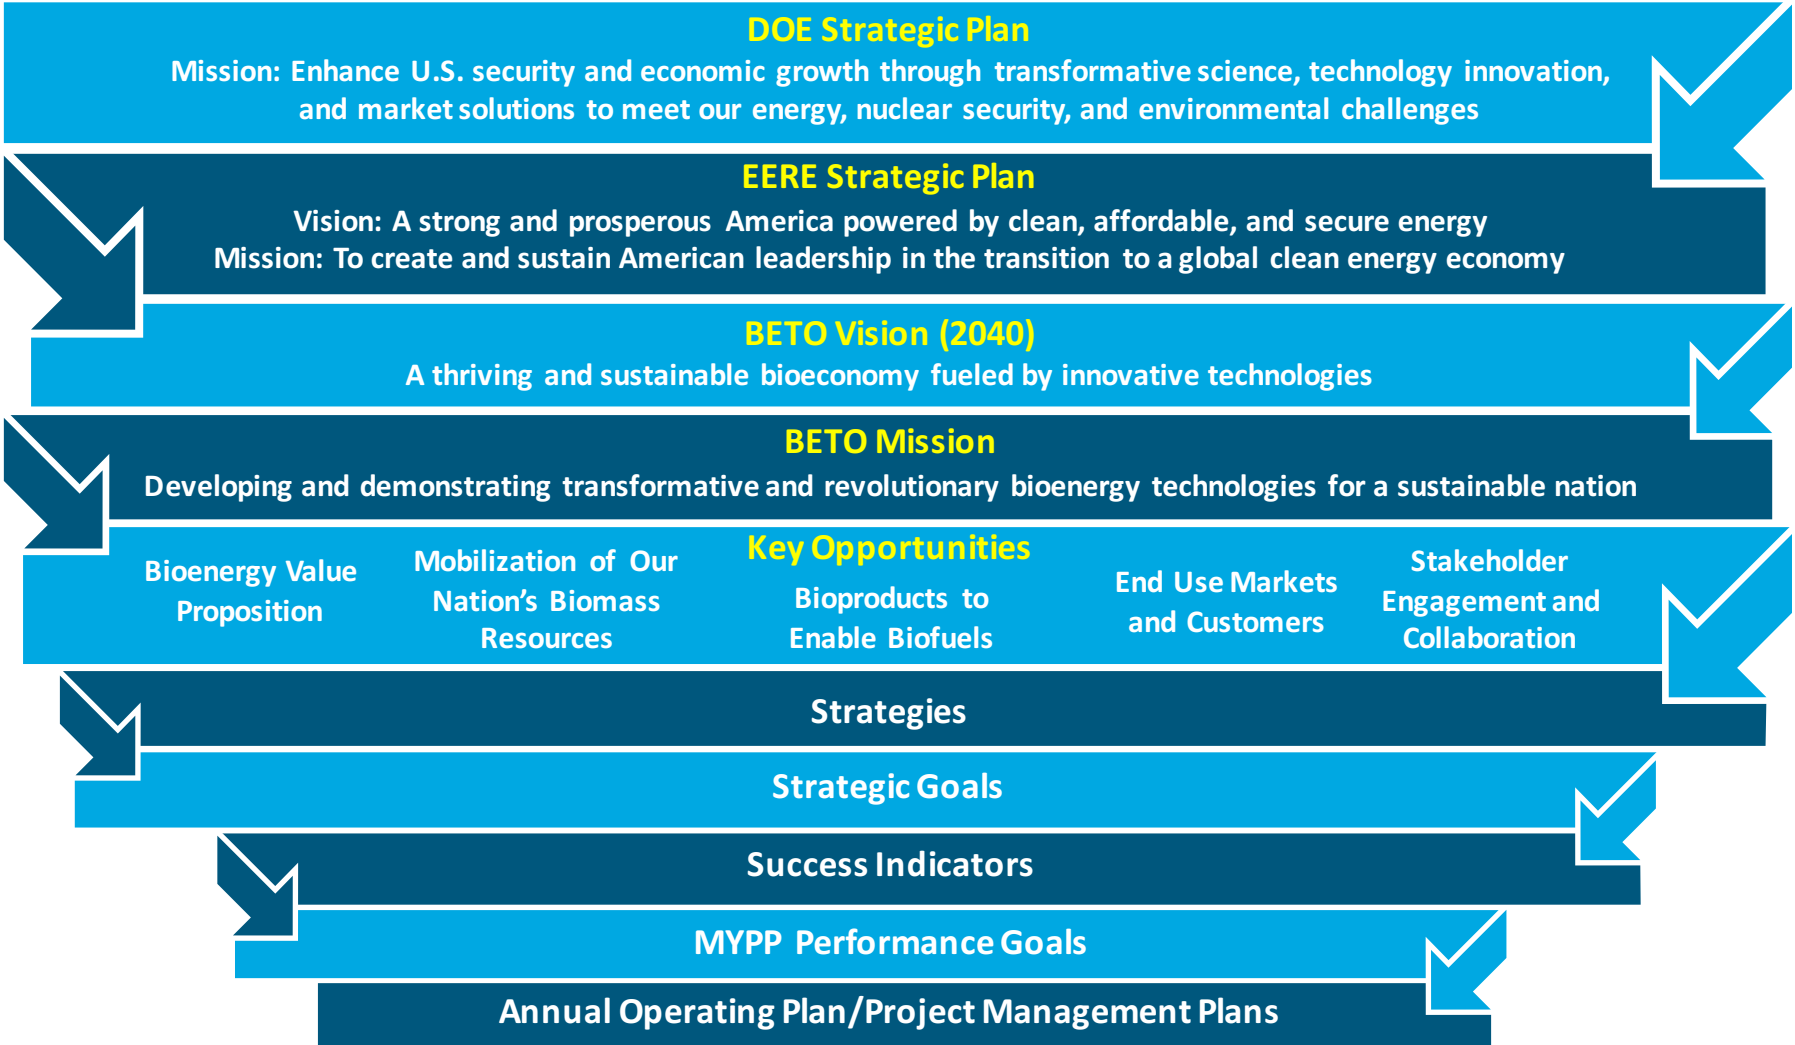 DOE Strategic Plan
Mission: Enhance U.S. security and economic growth through transformative science, technology innovation,
and market solutions to meet our energy, nuclear security, and environmental challenges
EERE Strategic Plan
Vision: A strong and prosperous America powered by clean, affordable, and secure energy
Mission: To create and sustain American leadership in the transition to a global clean energy economy
BETO Vision (2040)
A thriving and sustainable bioeconomy fueled by innovative technologies
BETO Mission
Developing and demonstrating transformative and revolutionary bioenergy technologies for a sustainable nation
Key Opportunities
Bioenergy Value
Proposition
Mobilization of Our
Nation’s Biomass
Resources
Bioproducts to
Enable Biofuels
End Use Markets
and Customers
Stakeholder
Engagement and
Collaboration
Strategies
Strategic Goals
Success Indicators
MYPP Performance Goals
Annual Operating Plan/Project Management Plans